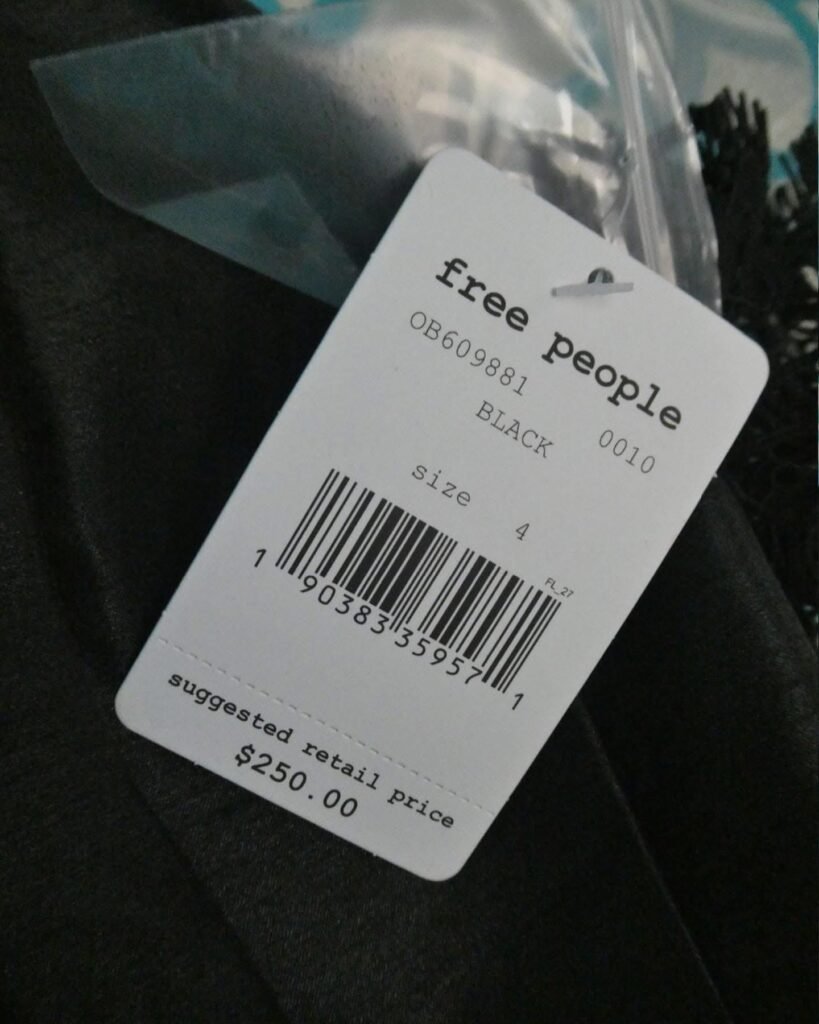 free people
OB609881
BLACK 0010
size 4
FL_27
1 90383 35957 1
suggested retail price
$250.00